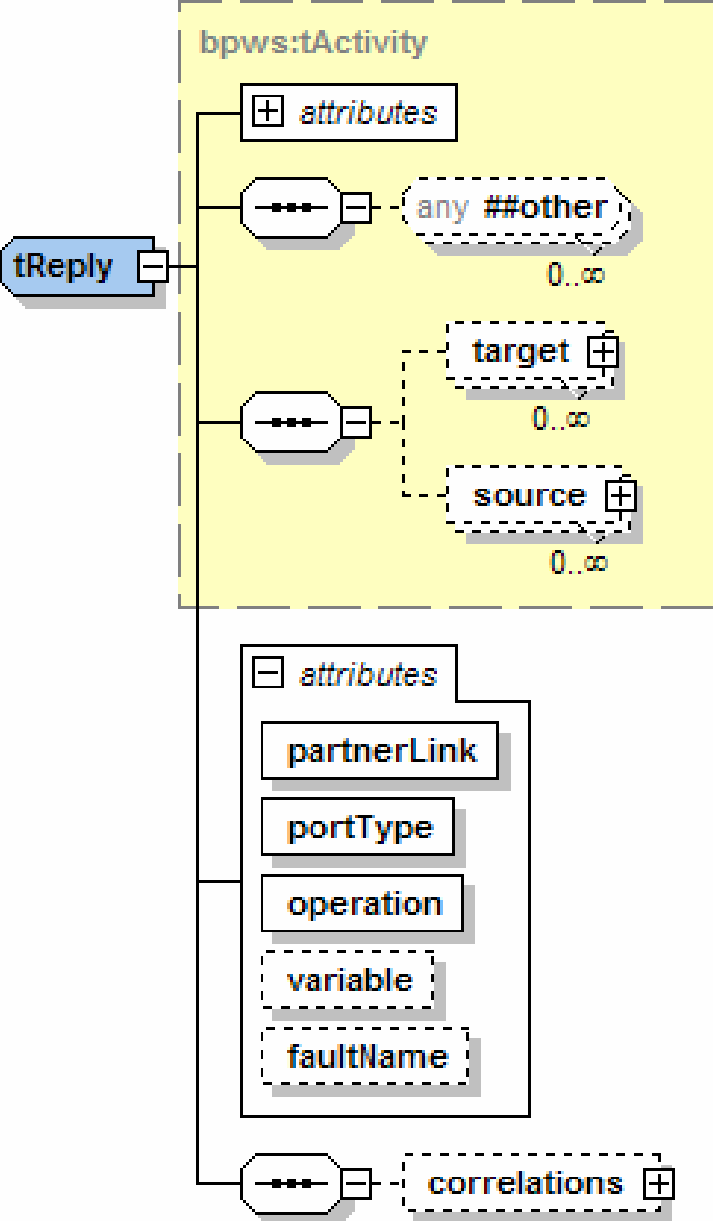 bpws:tActivity
attributes
any ##other
0..∞
tReply
target
0..∞
source
0..∞
attributes
partnerLink
portType
operation
variable
faultName
correlations